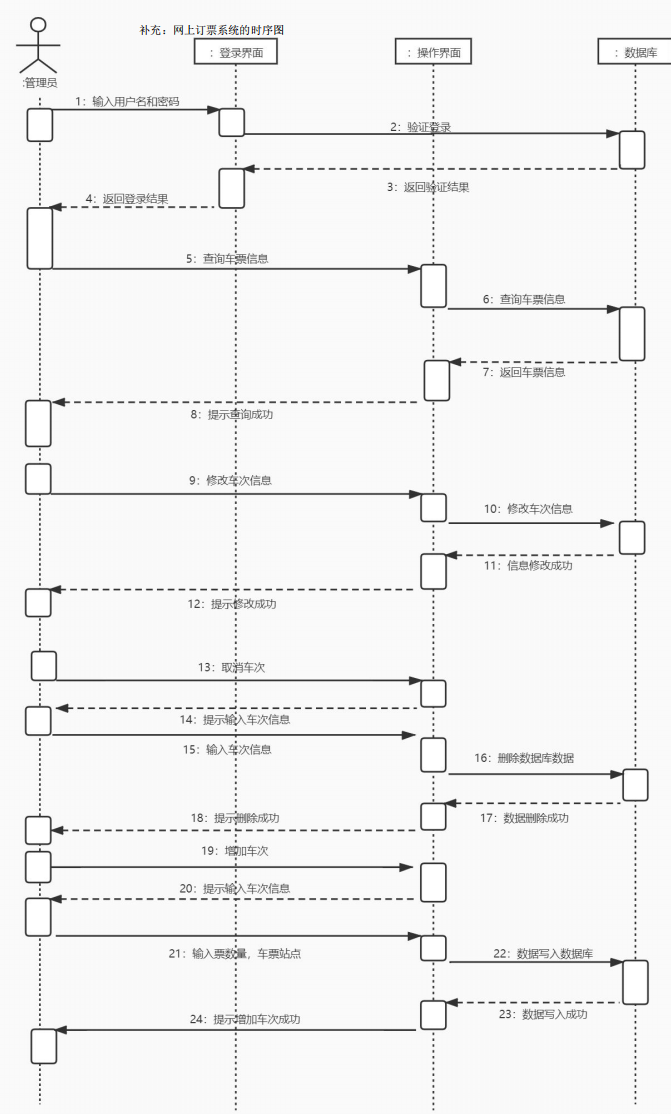 补充：网上订票系统的时序图
：登录界面
：操作界面
：数据库
:管理员
1：输入用户名和密码
2：验证登录
3：返回验证结果
4：返回登录结果
5：查询车票信息
6：查询车票信息
7：返回车票信息
8：提示查询成功
9：修改车次信息
10：修改车次信息
11：信息修改成功
12：提示修改成功
13：取消车次
14：提示输入车次信息
15：输入车次信息
16：删除数据库数据
17：数据删除成功
18：提示删除成功
19：增加车次
20：提示输入车次信息
21：输入票数量，车票站点
22：数据写入数据库
23：数据写入成功
24：提示增加车次成功